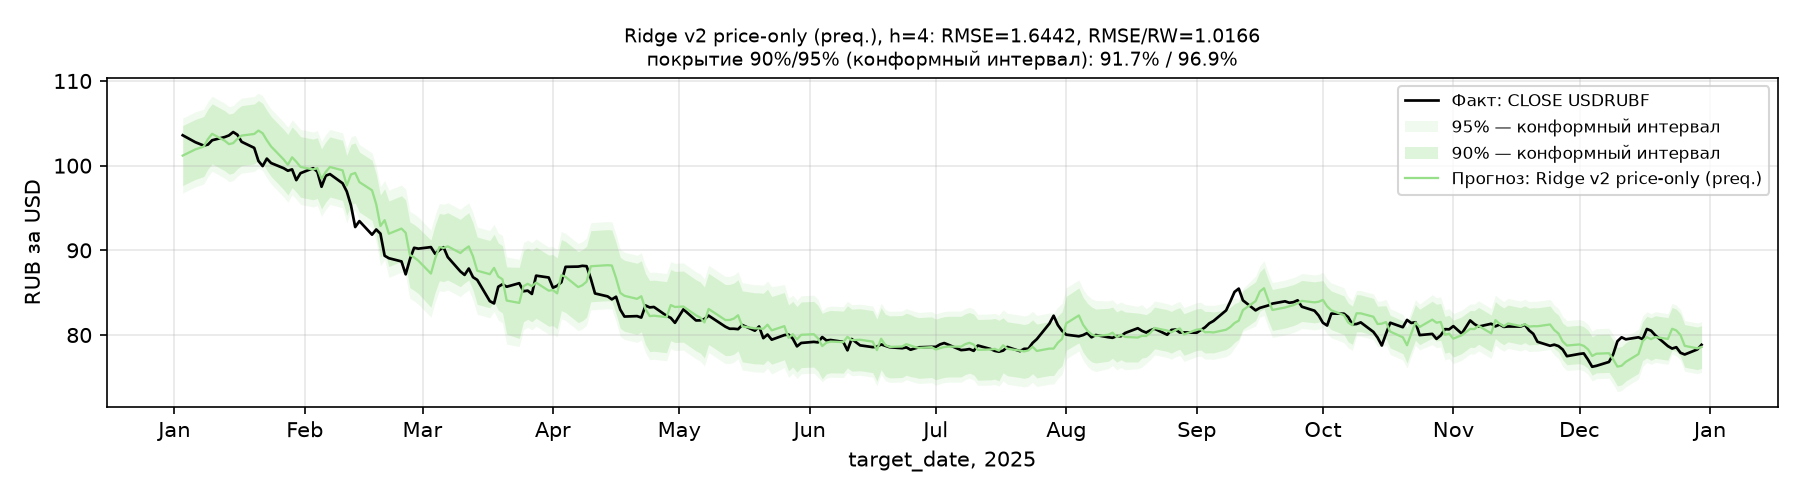 Ridge v2 price-only (preq.), h=4: RMSE=1.6442, RMSE/RW=1.0166
покрытие 90%/95% (конформный интервал): 91.7% / 96.9%
110
100
90
80
RUB за USD
Факт: CLOSE USDRUBF
95% — конформный интервал
90% — конформный интервал
Прогноз: Ridge v2 price-only (preq.)
Jan Feb Mar Apr May Jun Jul Aug Sep Oct Nov Dec Jan
target_date, 2025